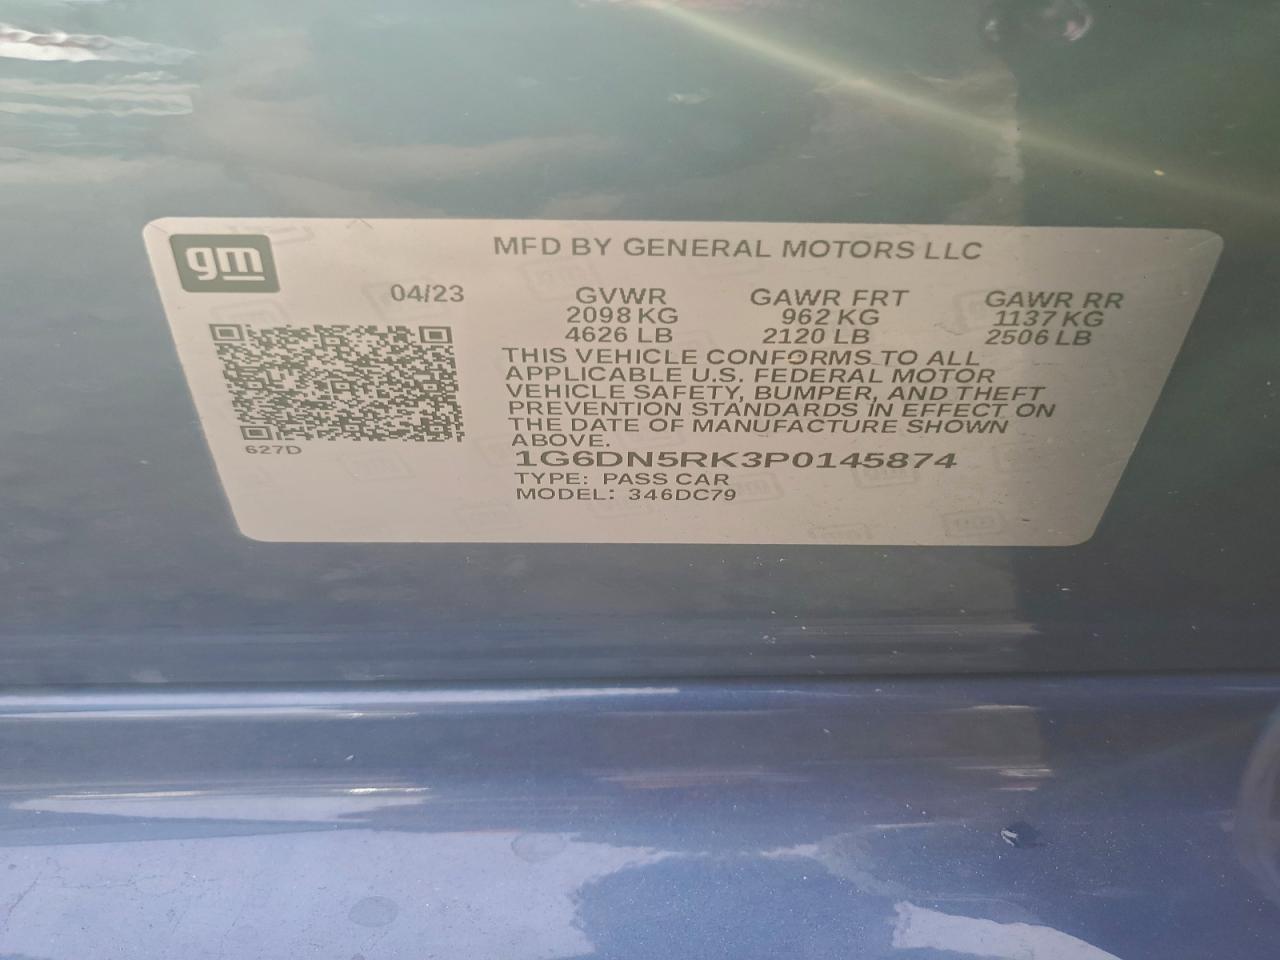 gm
MFD BY GENERAL MOTORS LLC
04/23 GVWR GAWR FRT GAWR RR
2098 KG 962 KG 1137 KG
4626 LB 2120 LB 2506 LB
THIS VEHICLE CONFORMS TO ALL
APPLICABLE U.S. FEDERAL MOTOR
VEHICLE SAFETY, BUMPER, AND THEFT
PREVENTION STANDARDS IN EFFECT ON
THE DATE OF MANUFACTURE SHOWN
ABOVE.
627D
1G6DN5RK3P0145874
TYPE: PASS CAR
MODEL: 346DC79